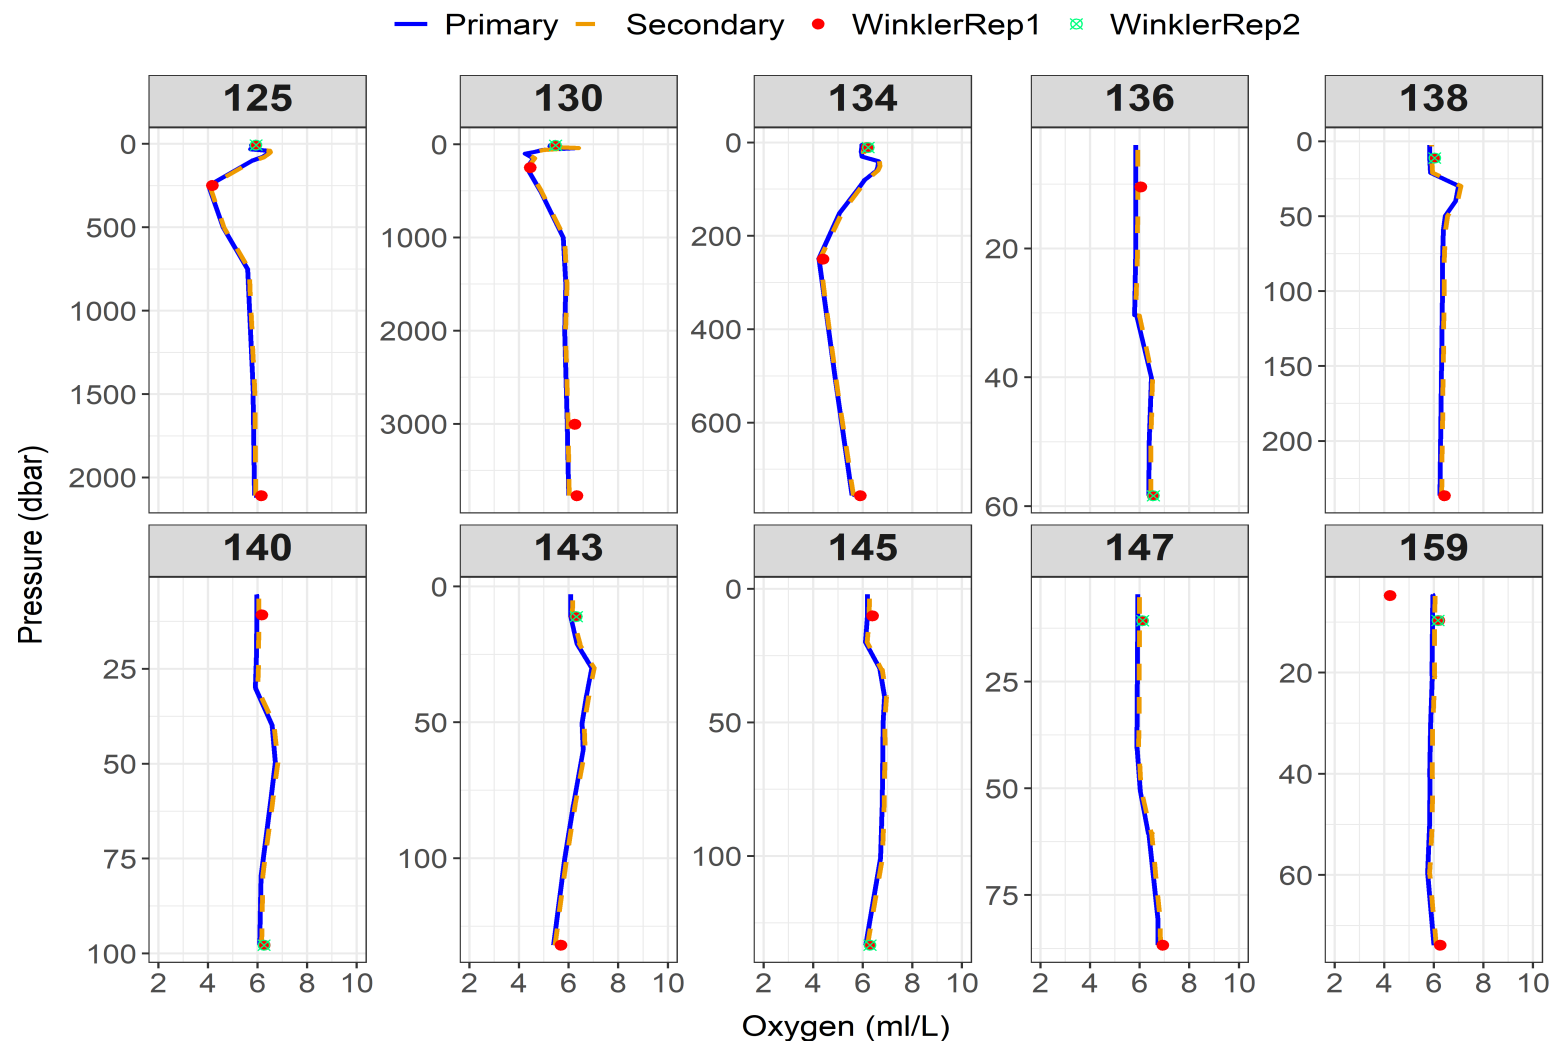 Primary Secondary WinklerRep1 WinklerRep2
125 130 134 136 138
0 500 1000 1500 2000
0 1000 2000 3000
0 200 400 600
20 40 60
0 50 100 150 200
Pressure (dbar)
140 143 145 147 159
25 50 75 100
0 50 100
0 50 100
25 50 75
20 40 60
2 4 6 8 10 2 4 6 8 10 2 4 6 8 10 2 4 6 8 10 2 4 6 8 10
Oxygen (ml/L)